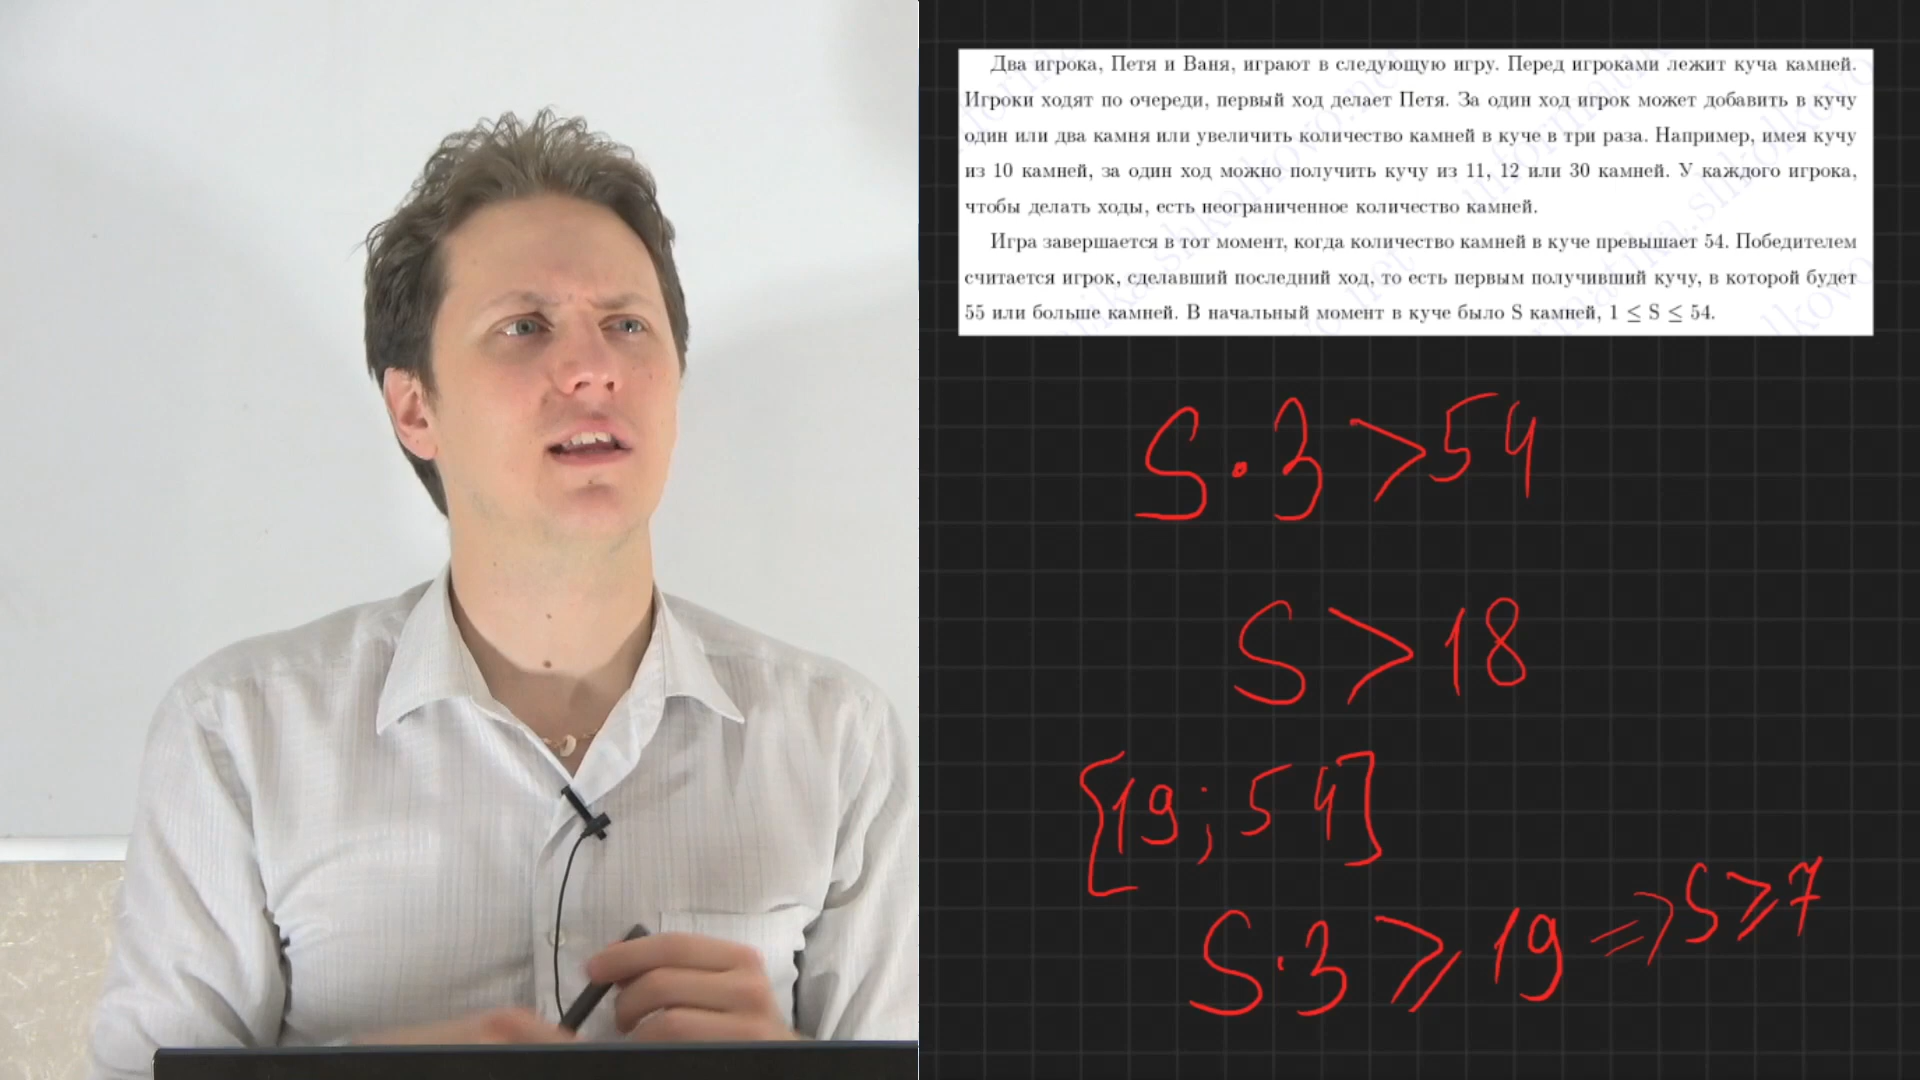 Два игрока, Петя и Ваня, играют в следующую игру. Перед игроками лежит куча камней.
Игроки ходят по очереди, первый ход делает Петя. За один ход игрок может добавить в кучу
один или два камня или увеличить количество камней в куче в три раза. Например, имея кучу
из 10 камней, за один ход можно получить кучу из 11, 12 или 30 камней. У каждого игрока,
чтобы делать ходы, есть неограниченное количество камней.
Игра завершается в тот момент, когда количество камней в куче превышает 54. Победителем
считается игрок, сделавший последний ход, то есть первым получивший кучу, в которой будет
55 или больше камней. В начальный момент в куче было S камней, 1 ≤ S ≤ 54.
S·3 > 54
S > 18
[19; 54]
S·3 ⩾ 19 ⇒ S ⩾ 7